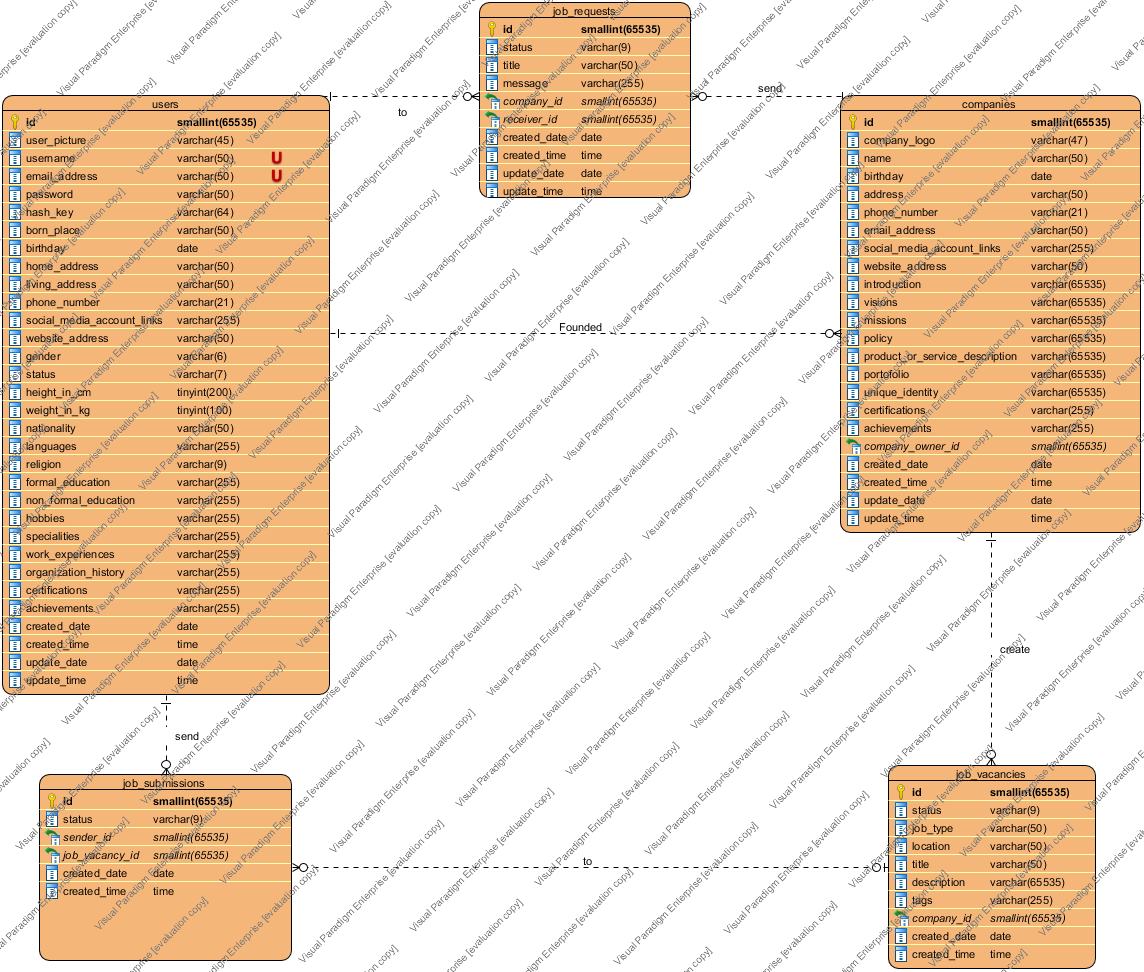 job_requests
id smallint(65535)
status varchar(9)
title varchar(50)
message varchar(255)
company_id smallint(65535)
receiver_id smallint(65535)
created_date date
created_time time
update_date date
update_time time
to
send
users
id smallint(65535)
user_picture varchar(45)
username varchar(50) U
email_address varchar(50) U
password varchar(50)
hash_key varchar(64)
born_place varchar(50)
birthday date
home_address varchar(50)
living_address varchar(50)
phone_number varchar(21)
social_media_account_links varchar(255)
website_address varchar(50)
gender varchar(6)
status varchar(7)
height_in_cm tinyint(200)
weight_in_kg tinyint(100)
nationality varchar(50)
languages varchar(255)
religion varchar(9)
formal_education varchar(255)
non_formal_education varchar(255)
hobbies varchar(255)
specialities varchar(255)
work_experiences varchar(255)
organization_history varchar(255)
certifications varchar(255)
achievements varchar(255)
created_date date
created_time time
update_date date
update_time time
Founded
companies
id smallint(65535)
company_logo varchar(47)
name varchar(50)
birthday date
address varchar(50)
phone_number varchar(21)
email_address varchar(50)
social_media_account_links varchar(255)
website_address varchar(50)
introduction varchar(65535)
visions varchar(65535)
missions varchar(65535)
policy varchar(65535)
product_or_service_description varchar(65535)
portofolio varchar(65535)
unique_identity varchar(65535)
certifications varchar(255)
achievements varchar(255)
company_owner_id smallint(65535)
created_date date
created_time time
update_date date
update_time time
send
create
job_submissions
id smallint(65535)
status varchar(9)
sender_id smallint(65535)
job_vacancy_id smallint(65535)
created_date date
created_time time
to
job_vacancies
id smallint(65535)
status varchar(9)
job_type varchar(50)
location varchar(50)
title varchar(50)
description varchar(65535)
tags varchar(255)
company_id smallint(65535)
created_date date
created_time time
Visual Paradigm Enterprise [evaluation copy]